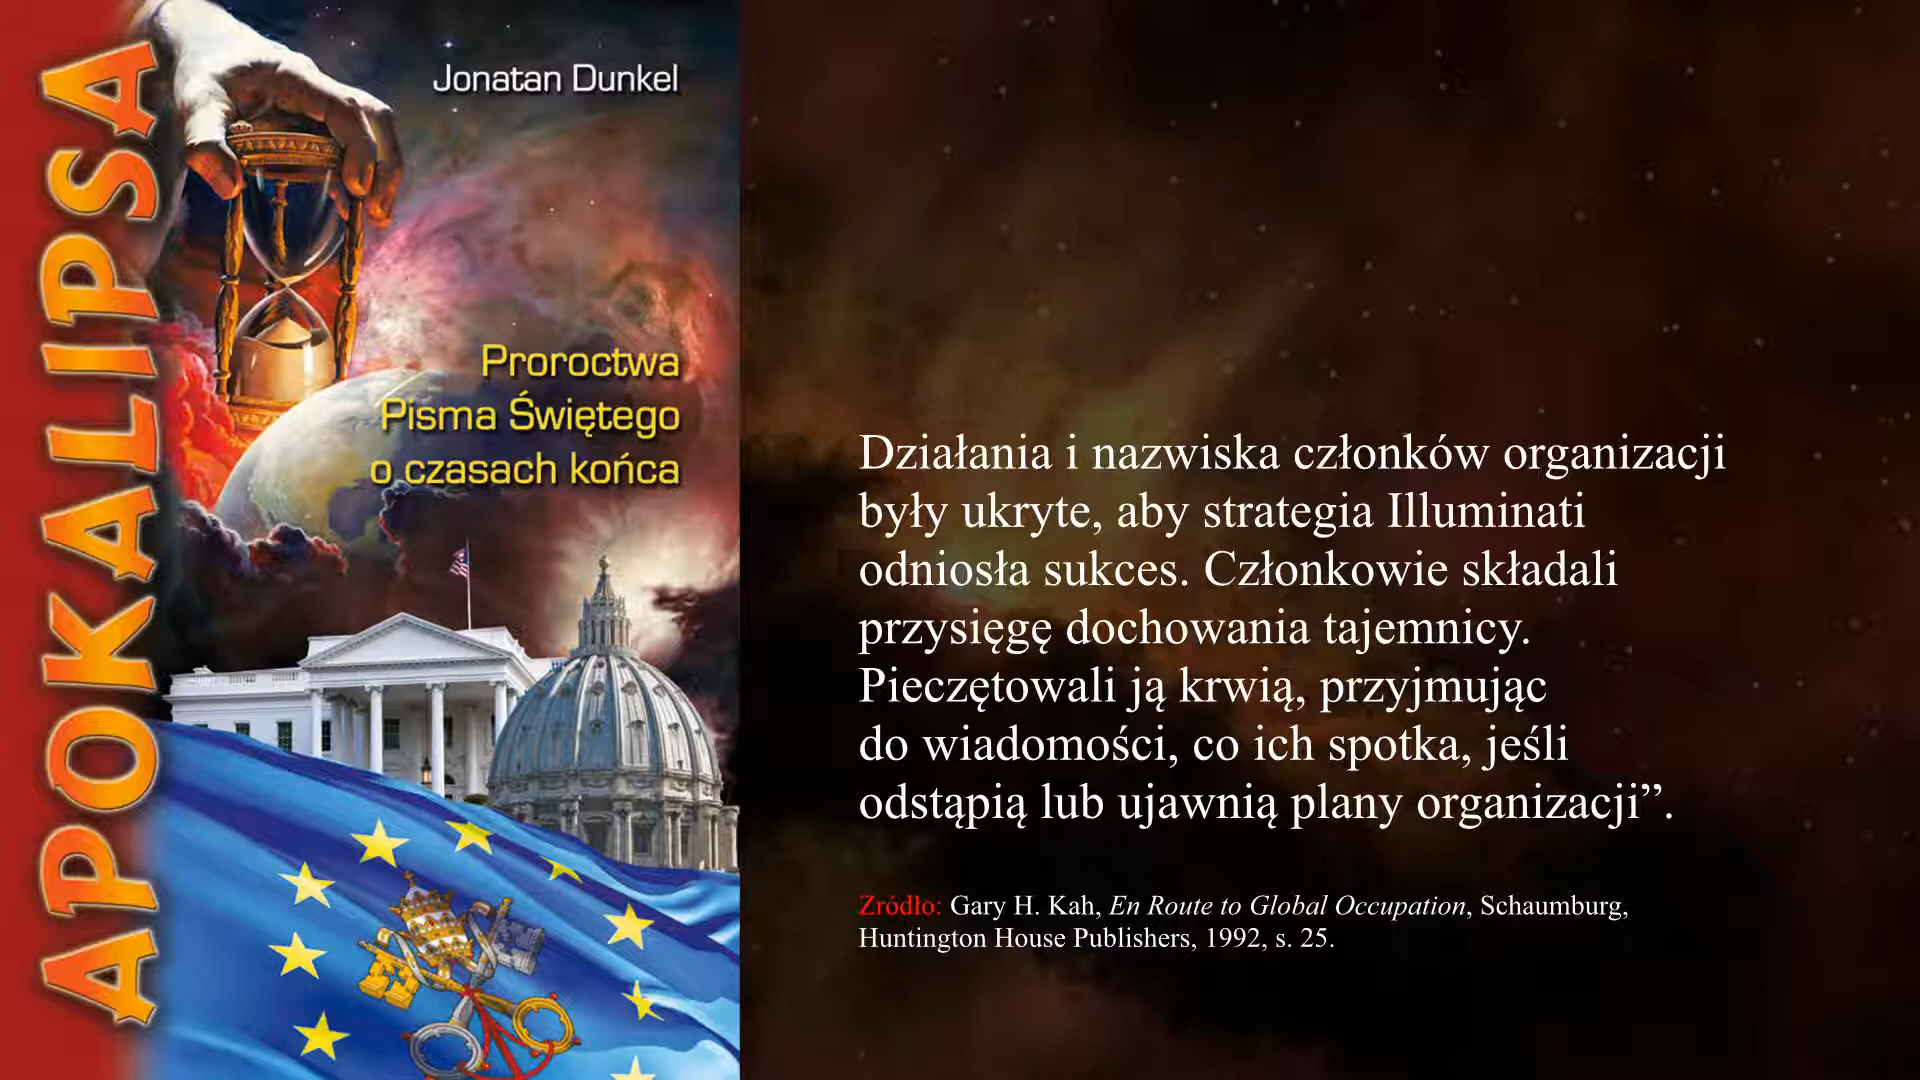 APOKALIPSA
Jonatan Dunkel
Proroctwa
Pisma Świętego
o czasach końca
Działania i nazwiska członków organizacji
były ukryte, aby strategia Illuminati
odniosła sukces. Członkowie składali
przysięgę dochowania tajemnicy.
Pieczętowali ją krwią, przyjmując
do wiadomości, co ich spotka, jeśli
odstąpią lub ujawnią plany organizacji”.
Zródło: Gary H. Kah, En Route to Global Occupation, Schaumburg,
Huntington House Publishers, 1992, s. 25.